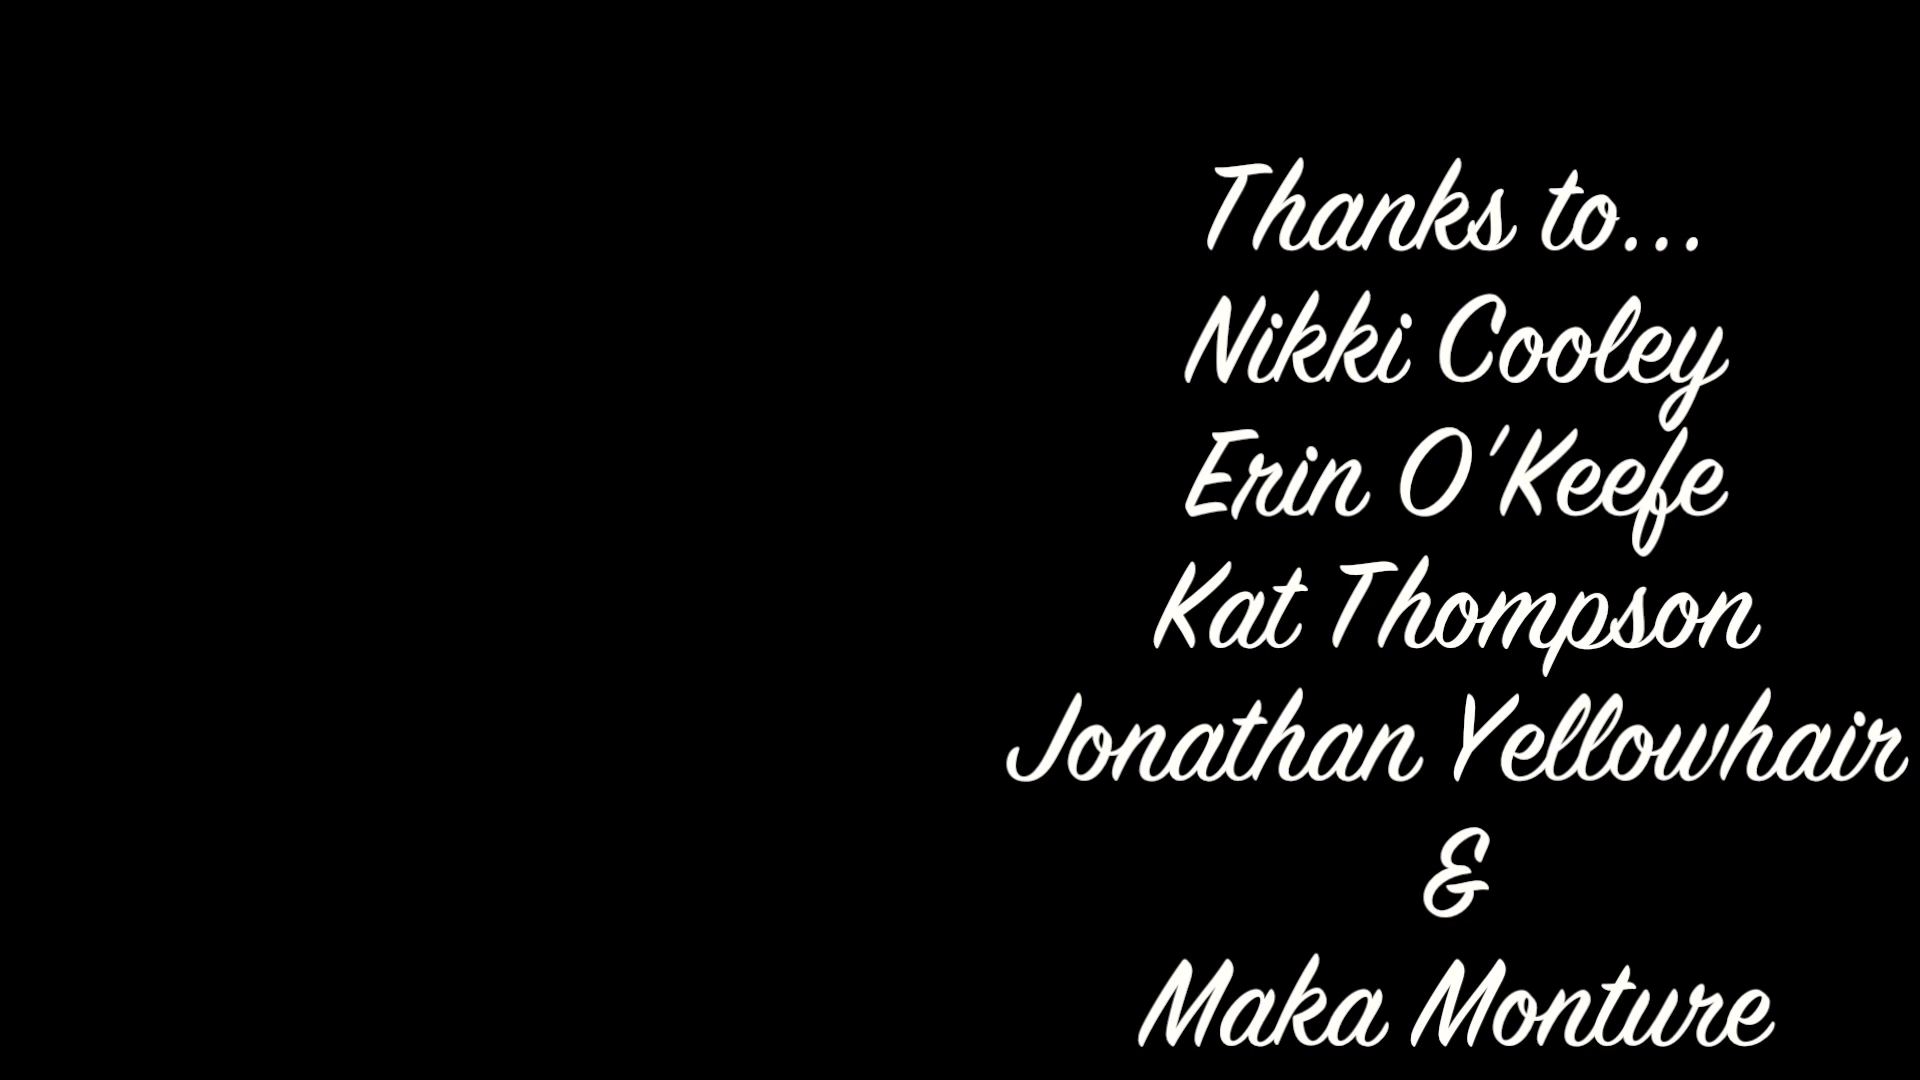 Thanks to...
Nikki Cooley
Erin O'Keefe
Kat Thompson
Jonathan Yellowhair
&
Maka Monture